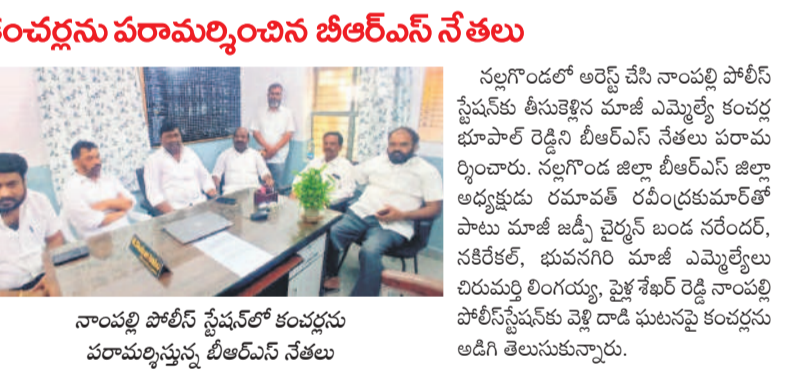 కంచర్లను పరామర్శించిన బీఆర్ఎస్ నేతలు
నల్లగొండలో అరెస్ట్ చేసి నాంపల్లి పోలీస్
స్టేషన్‌కు తీసుకెళ్లిన మాజీ ఎమ్మెల్యే కంచర్ల
భూపాల్ రెడ్డిని బీఆర్ఎస్ నేతలు పరామ
ర్శించారు. నల్లగొండ జిల్లా బీఆర్ఎస్ జిల్లా
అధ్యక్షుడు రమావత్ రవీంద్రకుమార్‌తో
పాటు మాజీ జడ్పీ చైర్మన్ బండ నరేందర్,
నకిరేకల్, భువనగిరి మాజీ ఎమ్మెల్యేలు
చిరుమర్తి లింగయ్య, పైళ్ల శేఖర్ రెడ్డి నాంపల్లి
పోలీస్‌స్టేషన్‌కు వెళ్లి దాడి ఘటనపై కంచర్లను
అడిగి తెలుసుకున్నారు.
నాంపల్లి పోలీస్ స్టేషన్‌లో కంచర్లను
పరామర్శిస్తున్న బీఆర్ఎస్ నేతలు